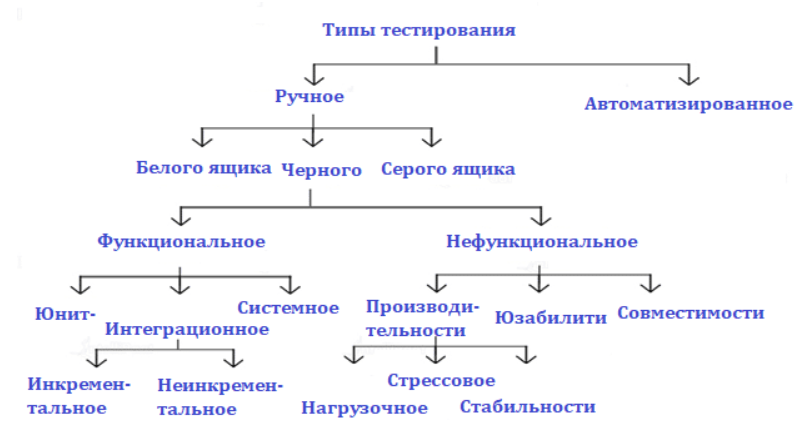 Типы тестирования
Ручное
Автоматизированное
Белого ящика
Черного
Серого ящика
Функциональное
Нефункциональное
Юнит-
Интеграционное
Системное
Производи-
тельности
Юзабилити
Совместимости
Инкремен-
тальное
Неинкремен-
тальное
Нагрузочное
Стрессовое
Стабильности